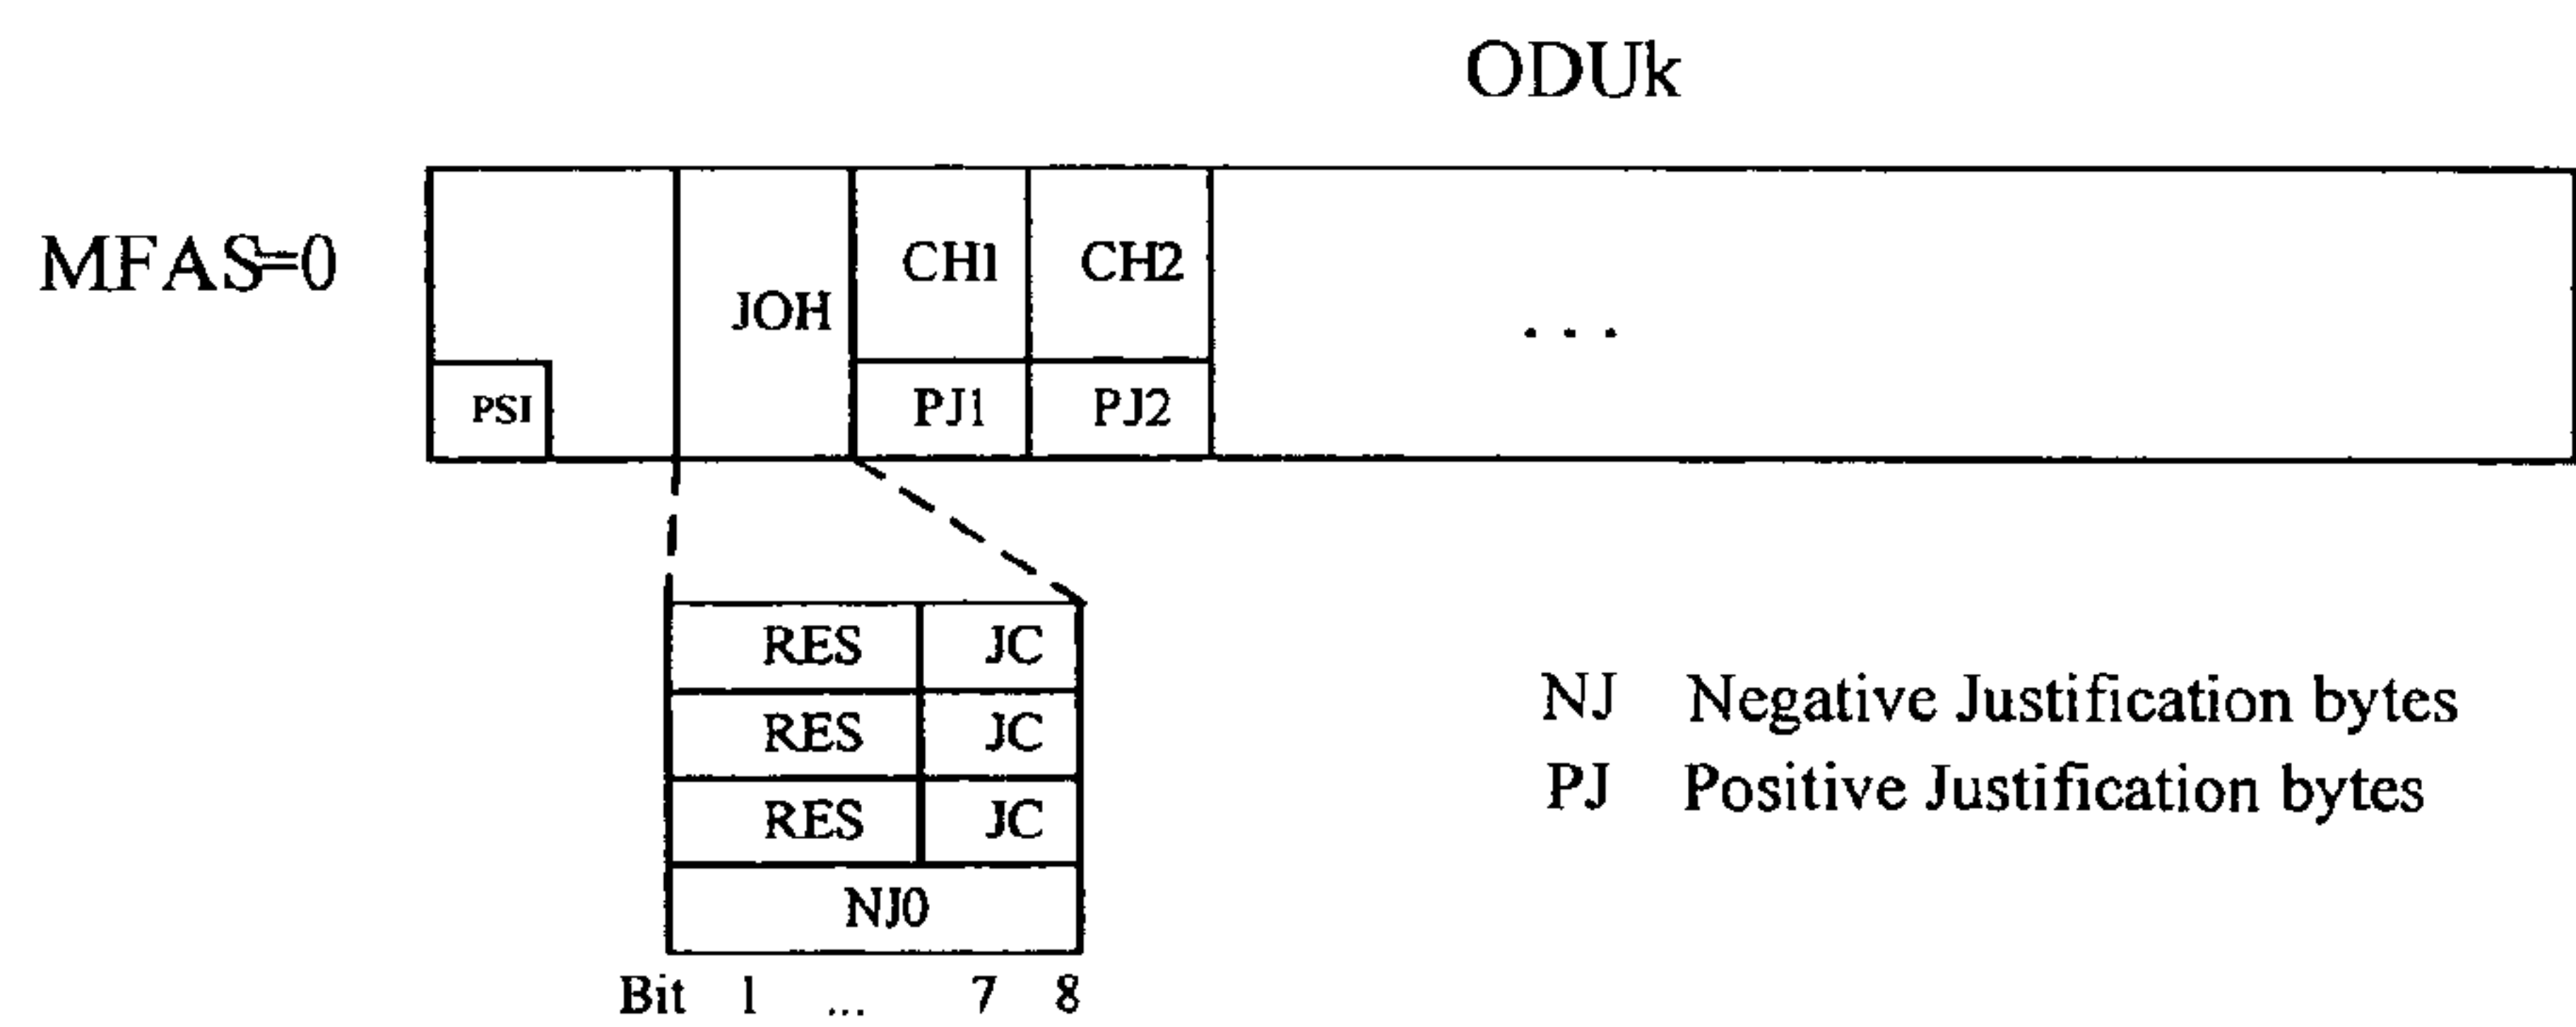 ODUk
MFAS=0
JOH
CH1
CH2
. . .
PSI
PJ1
PJ2
RES JC
RES JC
RES JC
NJ0
Bit 1 ... 7 8
NJ Negative Justification bytes
PJ Positive Justification bytes